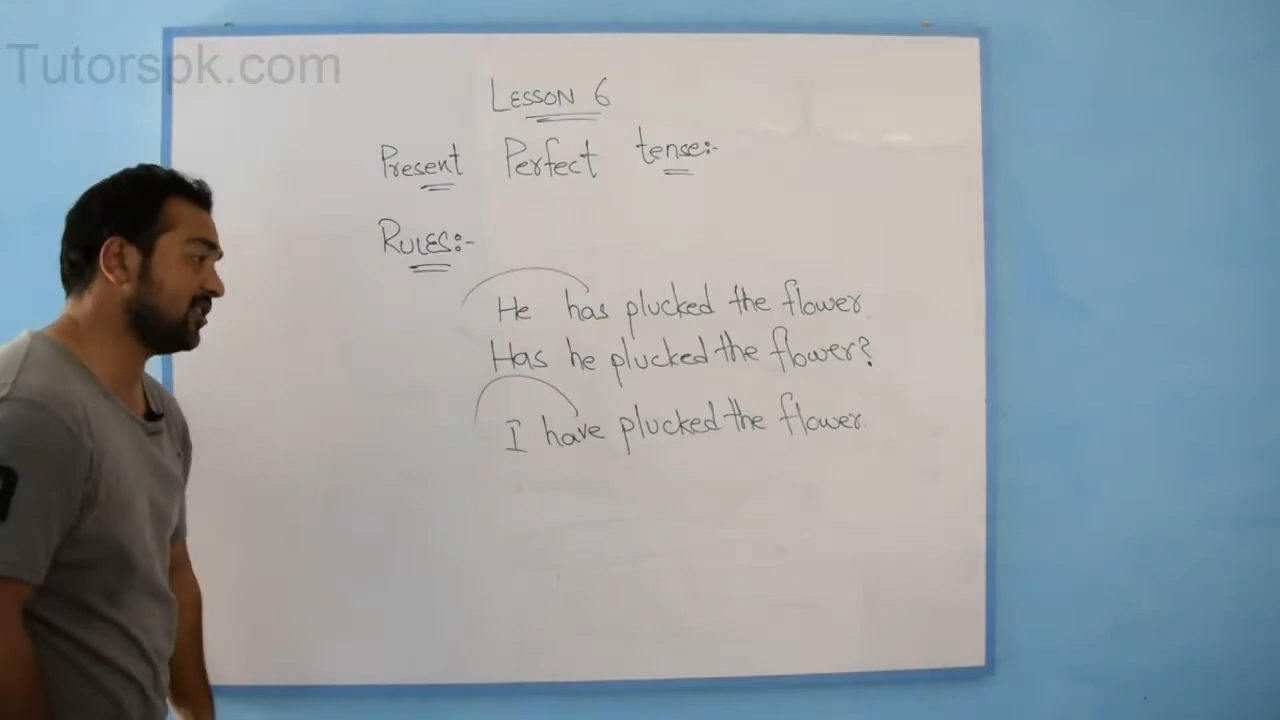 Tutorspk.com
LESSON 6
Present Perfect tense:-
RULES:-
He has plucked the flower.
Has he plucked the flower?
I have plucked the flower.